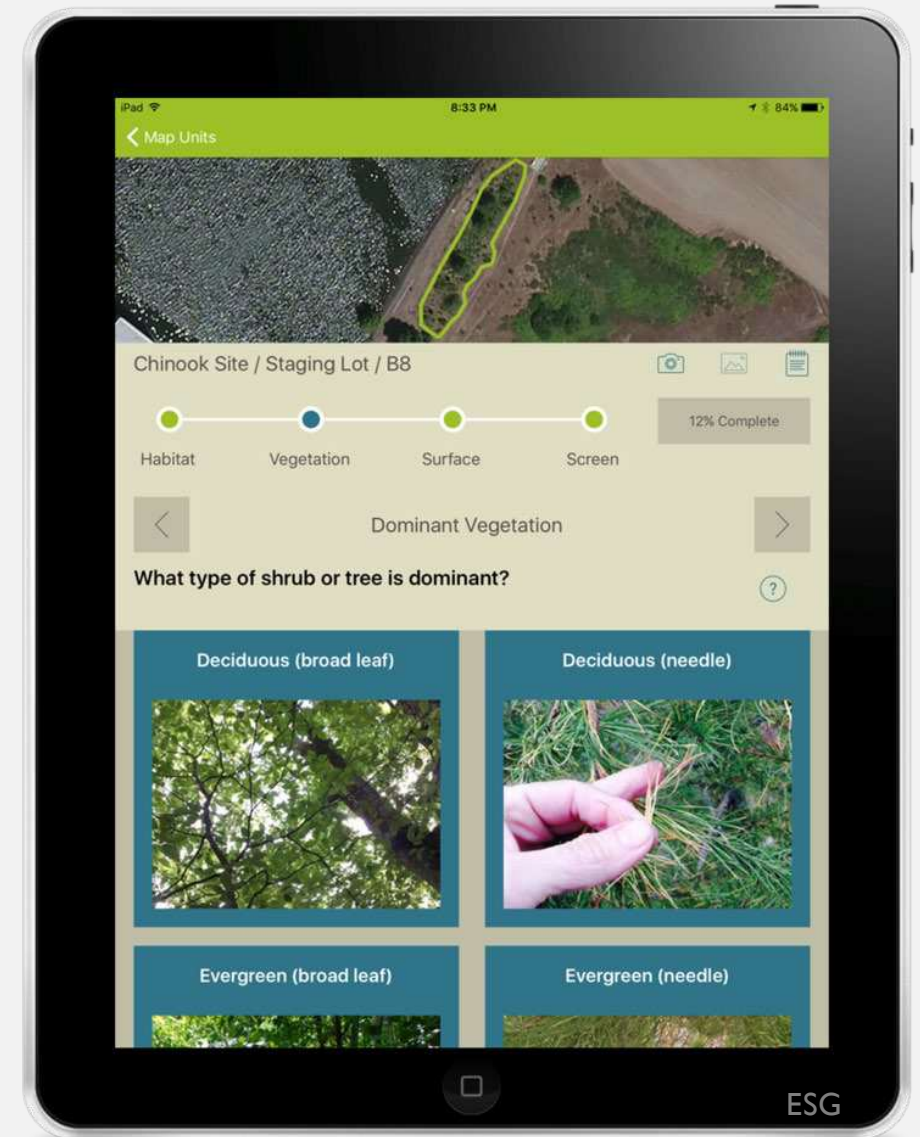 iPad 8:33 PM 84%
Map Units
Chinook Site / Staging Lot / B8
12% Complete
Habitat Vegetation Surface Screen
Dominant Vegetation
What type of shrub or tree is dominant?
?
Deciduous (broad leaf) Deciduous (needle)
Evergreen (broad leaf) Evergreen (needle)
ESG